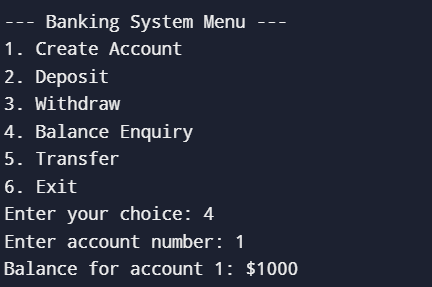 --- Banking System Menu ---
1. Create Account
2. Deposit
3. Withdraw
4. Balance Enquiry
5. Transfer
6. Exit
Enter your choice: 4
Enter account number: 1
Balance for account 1: $1000